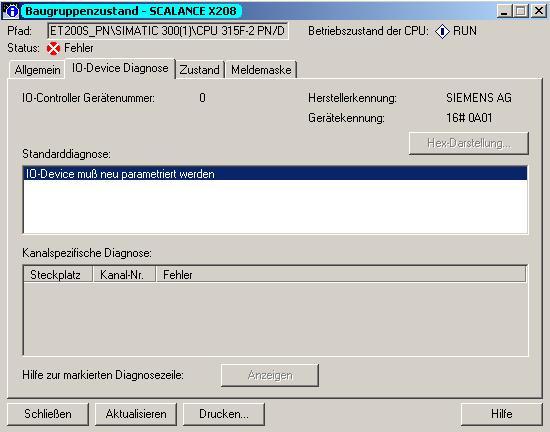 Baugruppenzustand - SCALANCE X208
Pfad: ET200S_PN\SIMATIC 300(1)\CPU 315F-2 PN/D Betriebszustand der CPU: RUN
Status: Fehler
Allgemein IO-Device Diagnose Zustand Meldemaske
IO-Controller Gerätenummer: 0 Herstellerkennung: SIEMENS AG
Gerätekennung: 16# 0A01
Hex-Darstellung...
Standarddiagnose:
IO-Device muß neu parametriert werden
Kanalspezifische Diagnose:
Steckplatz Kanal-Nr. Fehler
Hilfe zur markierten Diagnosezeile: Anzeigen
Schließen Aktualisieren Drucken... Hilfe